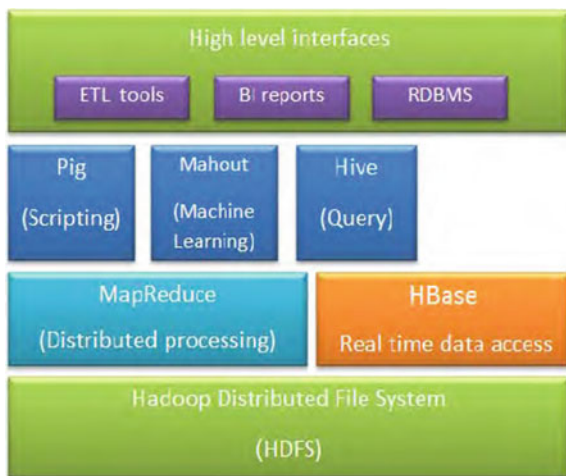 High level interfaces
ETL tools
BI reports
RDBMS
Pig
(Scripting)
Mahout
(Machine
Learning)
Hive
(Query)
MapReduce
(Distributed processing)
HBase
Real time data access
Hadoop Distributed File System
(HDFS)